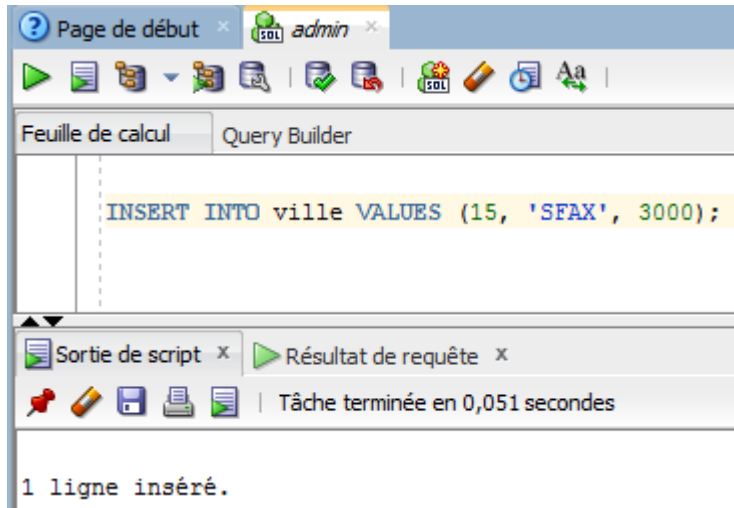 Page de début admin
Feuille de calcul Query Builder
INSERT INTO ville VALUES (15, 'SFAX', 3000);
Sortie de script x Résultat de requête x
Tâche terminée en 0,051 secondes
1 ligne inséré.